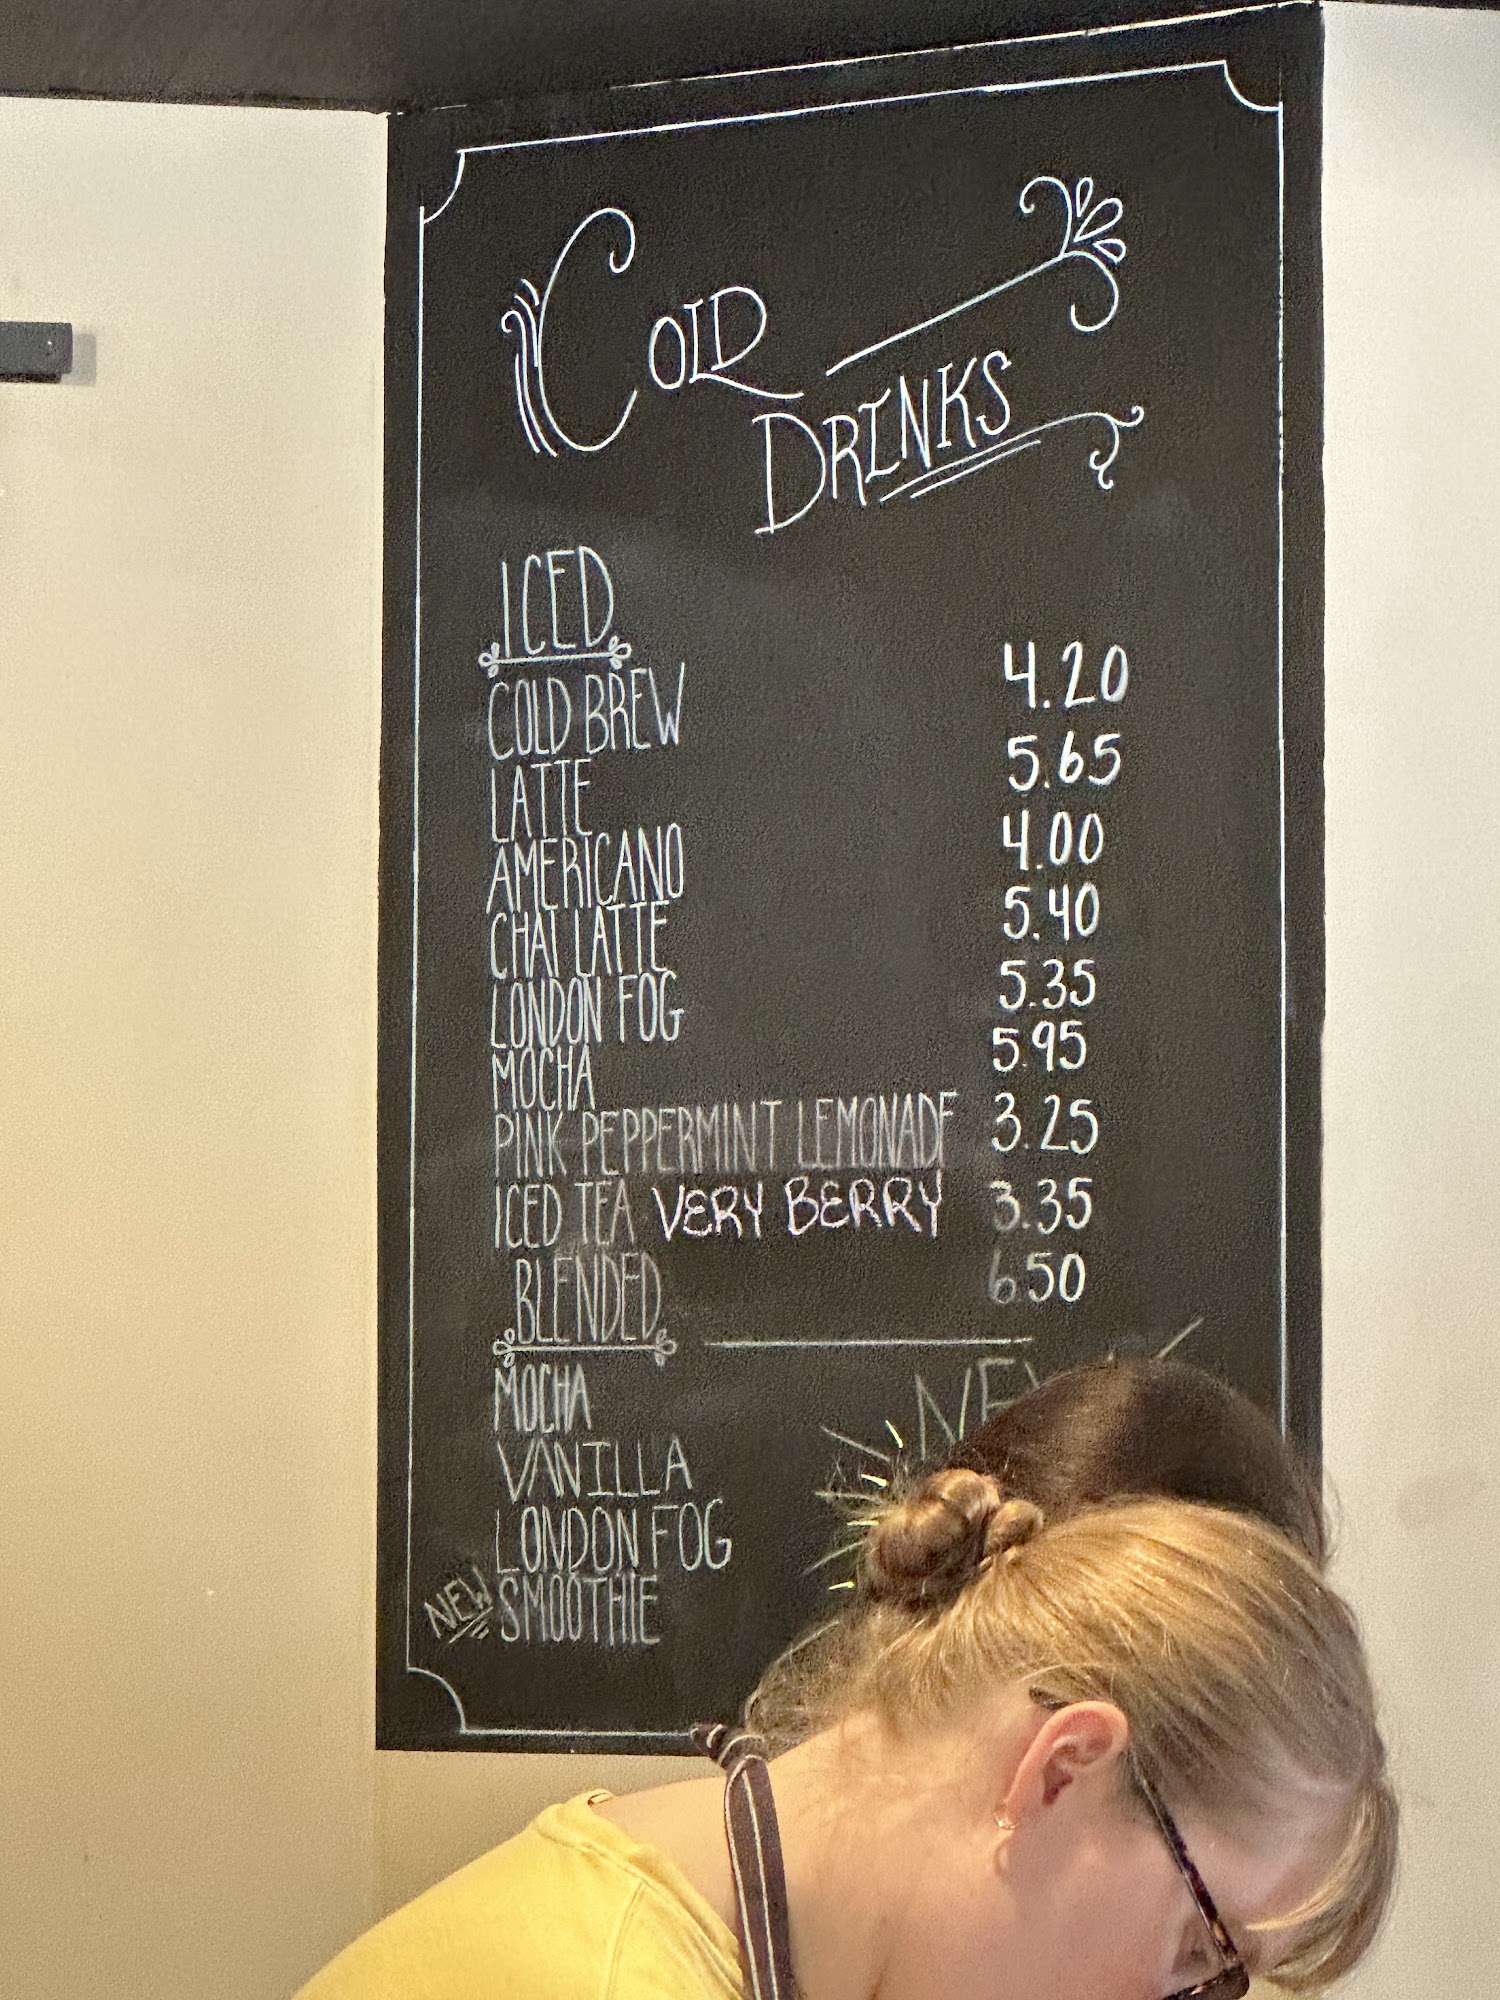 COLD
DRINKS
ICED
COLD BREW 4.20
LATTE 5.65
AMERICANO 4.00
CHAI LATTE 5.40
LONDON FOG 5.35
MOCHA 5.95
PINK PEPPERMINT LEMONADE 3.25
ICED TEA VERY BERRY 3.35
BLENDED 6.50
MOCHA
VANILLA
LONDON FOG
NEW SMOOTHIE